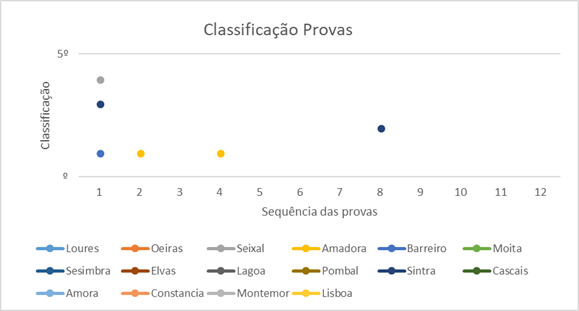 Classificação Provas
5º
Classificação
º
1 2 3 4 5 6 7 8 9 10 11 12
Sequência das provas
Loures Oeiras Seixal Amadora Barreiro Moita
Sesimbra Elvas Lagoa Pombal Sintra Cascais
Amora Constancia Montemor Lisboa